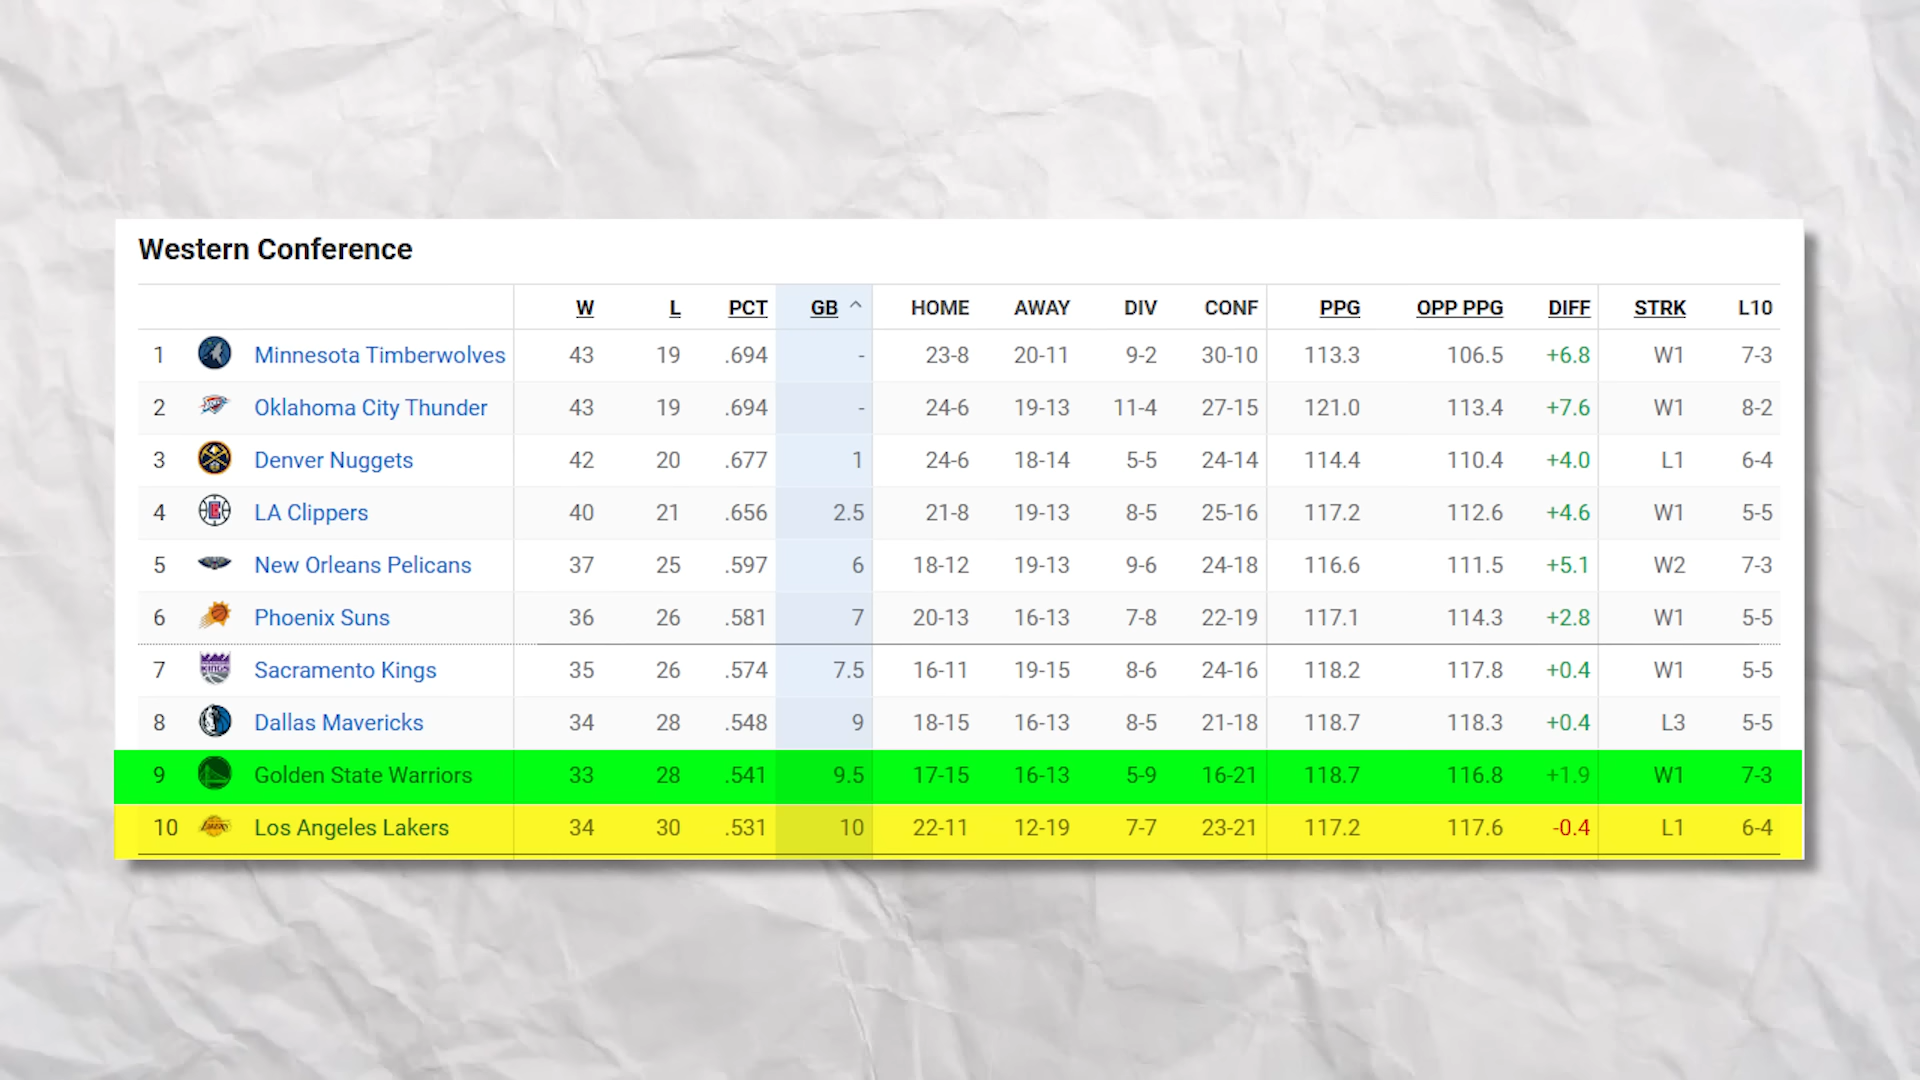 Western Conference
W L PCT GB HOME AWAY DIV CONF PPG OPP PPG DIFF STRK L10
1 Minnesota Timberwolves 43 19 .694 - 23-8 20-11 9-2 30-10 113.3 106.5 +6.8 W1 7-3
2 Oklahoma City Thunder 43 19 .694 - 24-6 19-13 11-4 27-15 121.0 113.4 +7.6 W1 8-2
3 Denver Nuggets 42 20 .677 1 24-6 18-14 5-5 24-14 114.4 110.4 +4.0 L1 6-4
4 LA Clippers 40 21 .656 2.5 21-8 19-13 8-5 25-16 117.2 112.6 +4.6 W1 5-5
5 New Orleans Pelicans 37 25 .597 6 18-12 19-13 9-6 24-18 116.6 111.5 +5.1 W2 7-3
6 Phoenix Suns 36 26 .581 7 20-13 16-13 7-8 22-19 117.1 114.3 +2.8 W1 5-5
7 Sacramento Kings 35 26 .574 7.5 16-11 19-15 8-6 24-16 118.2 117.8 +0.4 W1 5-5
8 Dallas Mavericks 34 28 .548 9 18-15 16-13 8-5 21-18 118.7 118.3 +0.4 L3 5-5
9 Golden State Warriors 33 28 .541 9.5 17-15 16-13 5-9 16-21 118.7 116.8 +1.9 W1 7-3
10 Los Angeles Lakers 34 30 .531 10 22-11 12-19 7-7 23-21 117.2 117.6 -0.4 L1 6-4